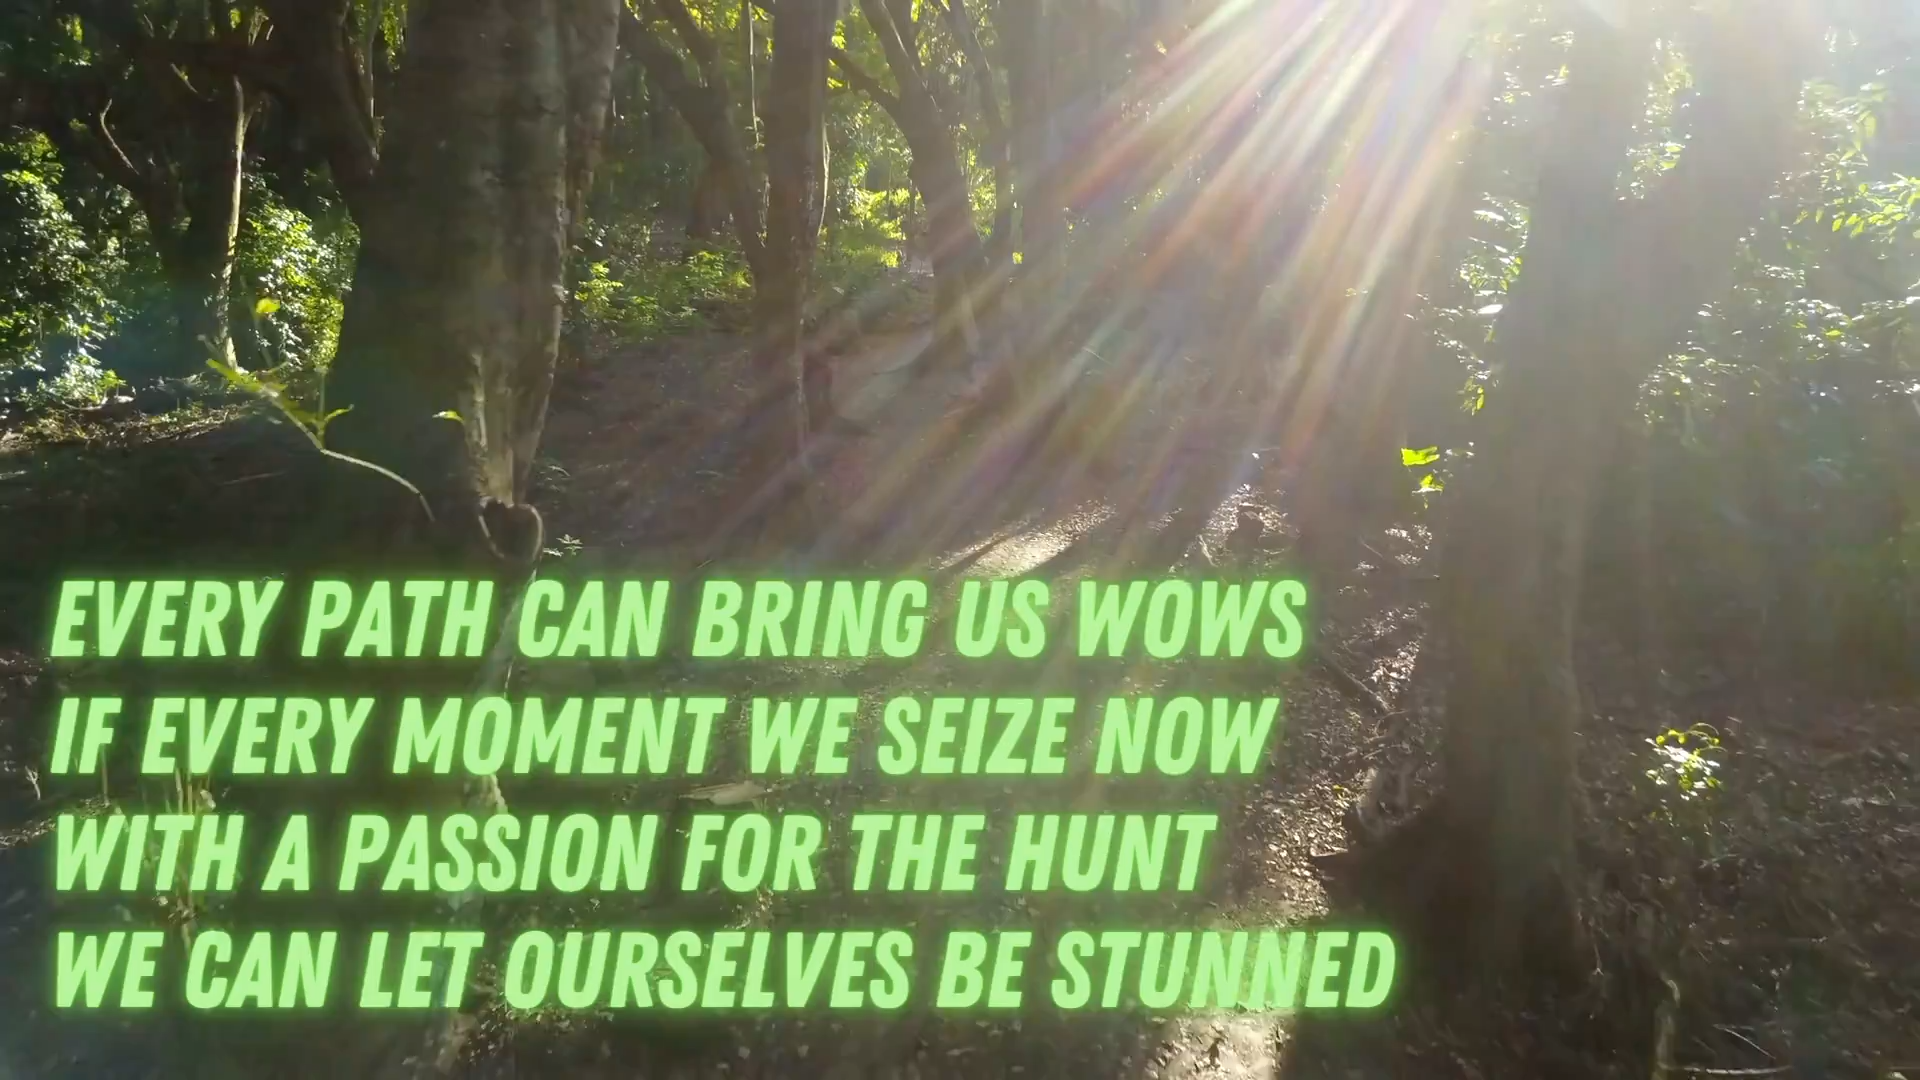 EVERY PATH CAN BRING US WOWS
IF EVERY MOMENT WE SEIZE NOW
WITH A PASSION FOR THE HUNT
WE CAN LET OURSELVES BE STUNNED